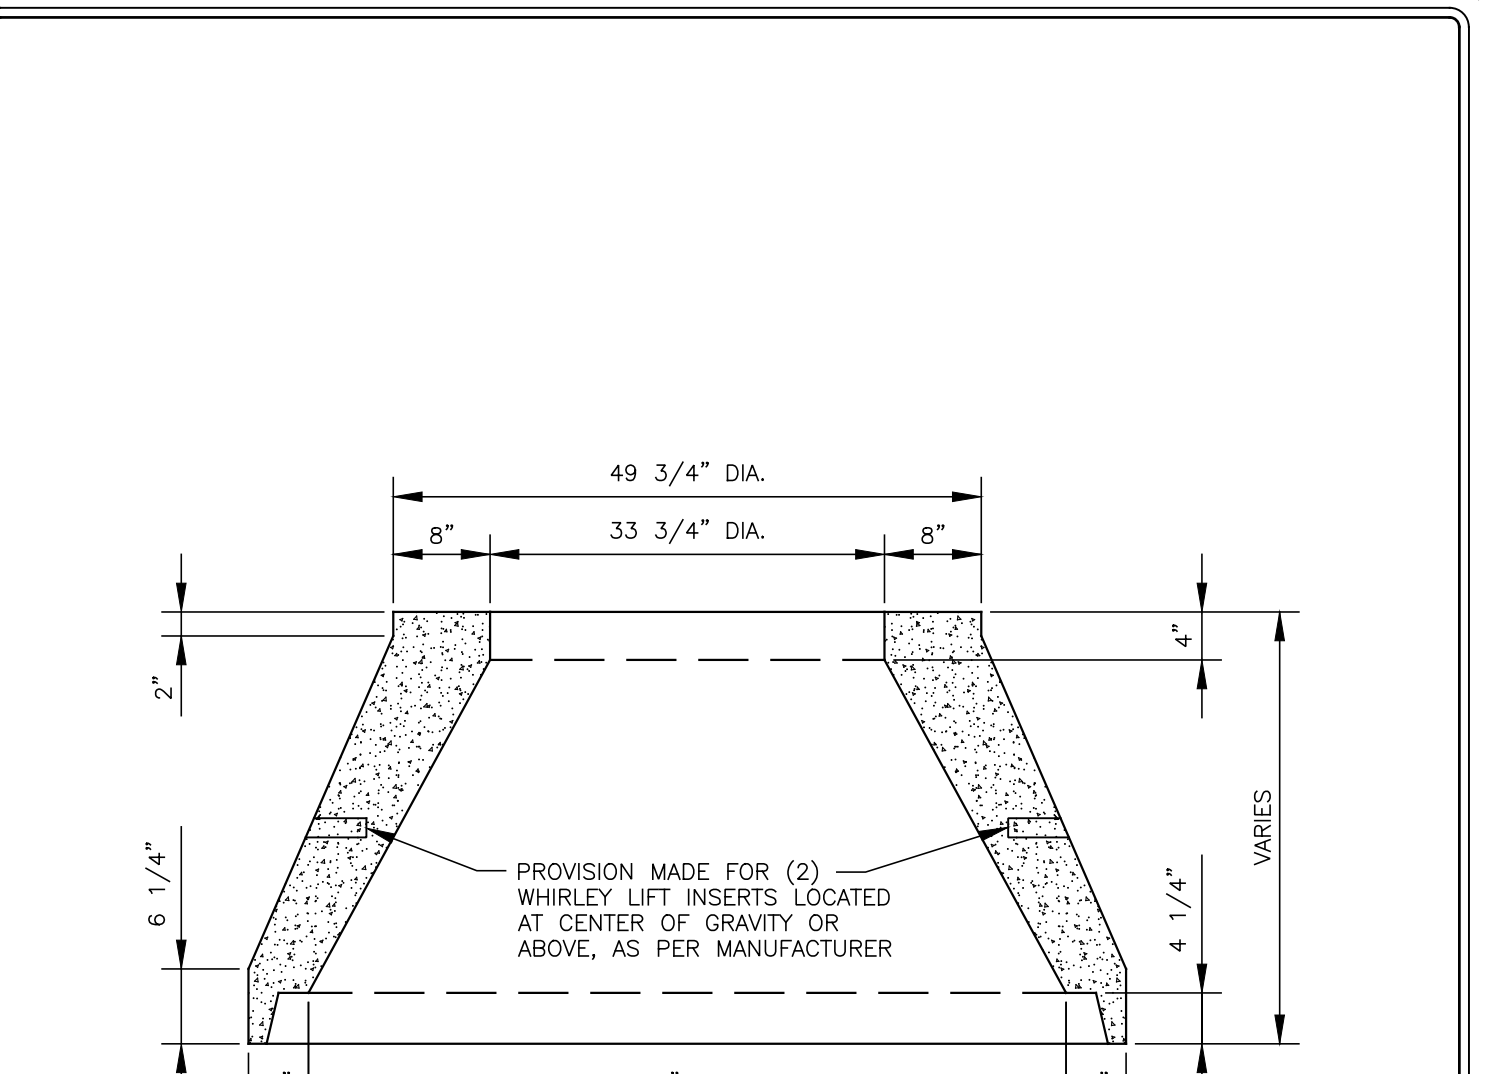 49 3/4” DIA.
8”
33 3/4” DIA.
8”
4”
2”
VARIES
6 1/4”
4 1/4”
PROVISION MADE FOR (2)
WHIRLEY LIFT INSERTS LOCATED
AT CENTER OF GRAVITY OR
ABOVE, AS PER MANUFACTURER